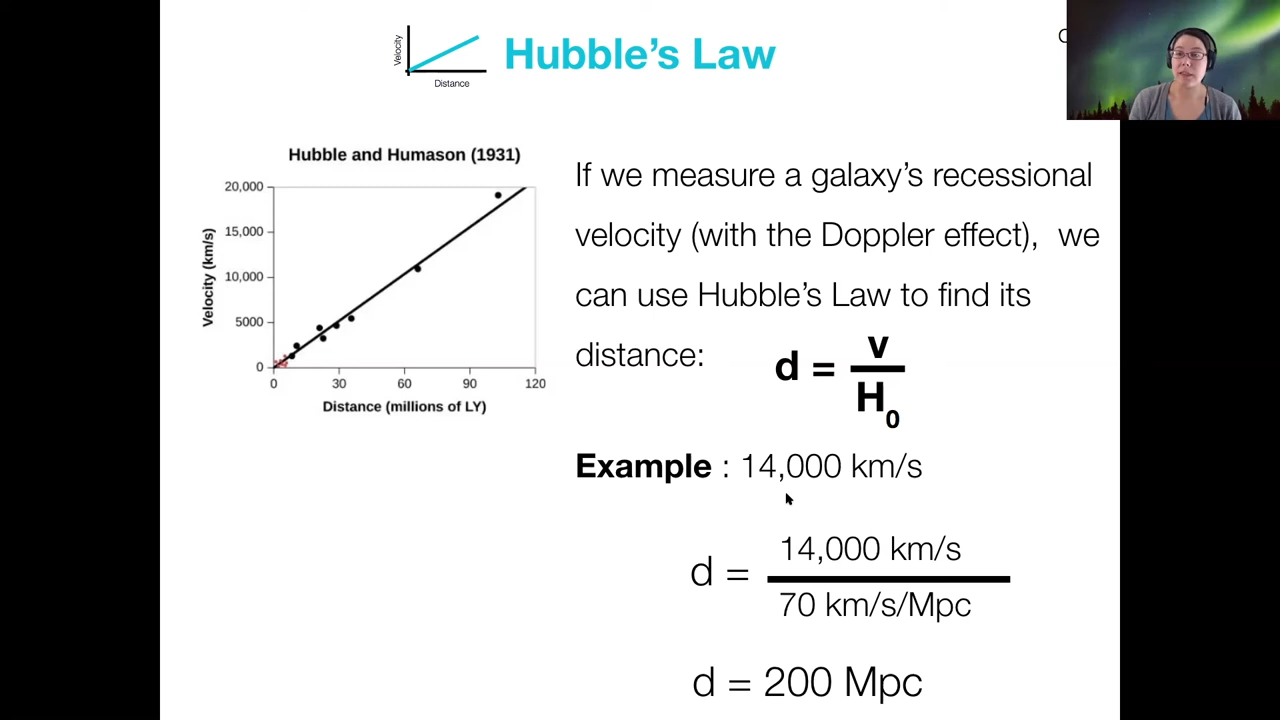 Velocity
Distance
Hubble's Law
Hubble and Humason (1931)
20,000
15,000
10,000
5000
0
0 30 60 90 120
Velocity (km/s)
Distance (millions of LY)
If we measure a galaxy's recessional
velocity (with the Doppler effect), we
can use Hubble's Law to find its
distance: d = v
H0
Example : 14,000 km/s
d = 14,000 km/s
70 km/s/Mpc
d = 200 Mpc